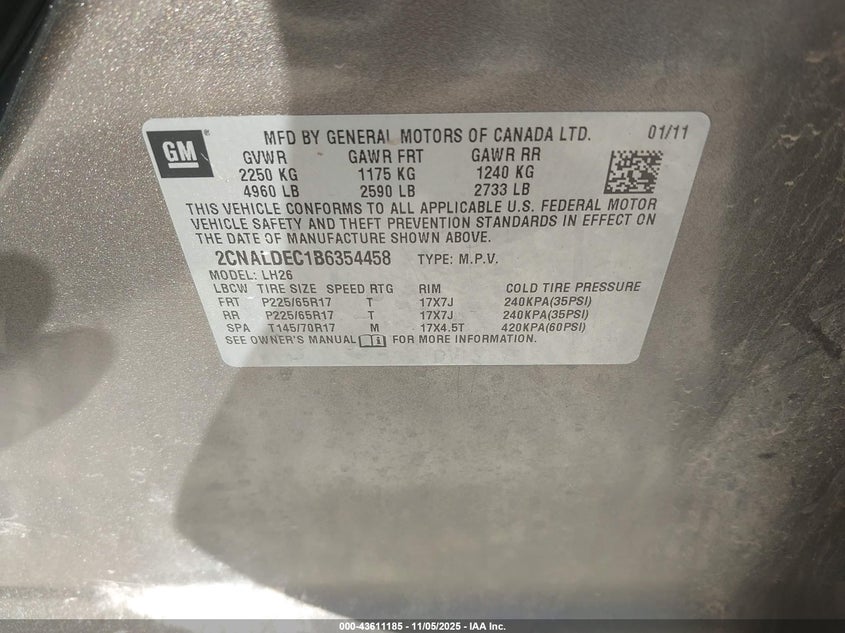 GM
MFD BY GENERAL MOTORS OF CANADA LTD. 01/11
GVWR GAWR FRT GAWR RR
2250 KG 1175 KG 1240 KG
4960 LB 2590 LB 2733 LB
THIS VEHICLE CONFORMS TO ALL APPLICABLE U.S. FEDERAL MOTOR
VEHICLE SAFETY AND THEFT PREVENTION STANDARDS IN EFFECT ON
THE DATE OF MANUFACTURE SHOWN ABOVE.
2CNALDEC1B6354458 TYPE: M.P.V.
MODEL: LH26
LBCW TIRE SIZE SPEED RTG RIM COLD TIRE PRESSURE
FRT P225/65R17 T 17X7J 240KPA(35PSI)
RR P225/65R17 T 17X7J 240KPA(35PSI)
SPA T145/70R17 M 17X4.5T 420KPA(60PSI)
SEE OWNER'S MANUAL FOR MORE INFORMATION.
000-43611185 - 11/05/2025 - IAA Inc.